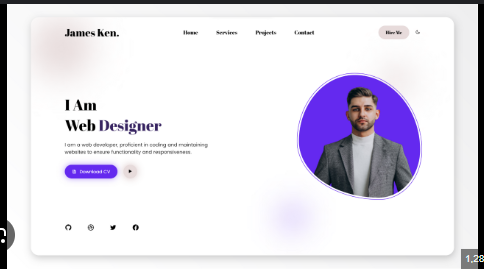 James Ken.
Home Services Projects Contact Hire Me
I Am
Web Designer
I am a web developer, proficient in coding and maintaining
websites to ensure functionality and responsiveness.
Download CV
1,28